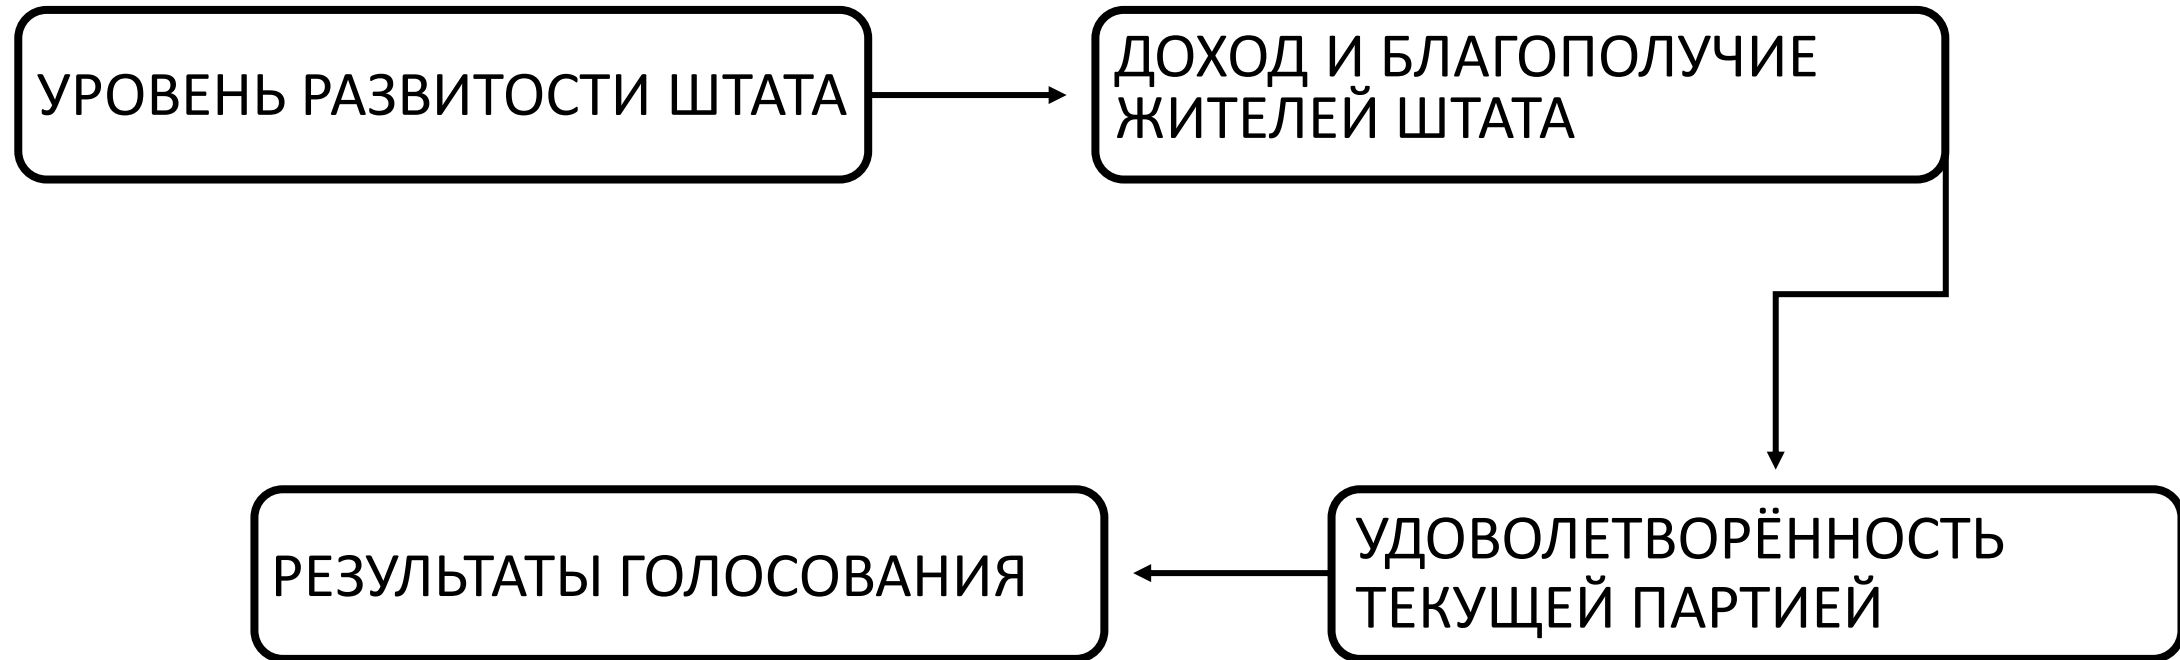 УРОВЕНЬ РАЗВИТОСТИ ШТАТА
ДОХОД И БЛАГОПОЛУЧИЕ
ЖИТЕЛЕЙ ШТАТА
УДОВОЛЕТВОРЁННОСТЬ
ТЕКУЩЕЙ ПАРТИЕЙ
РЕЗУЛЬТАТЫ ГОЛОСОВАНИЯ